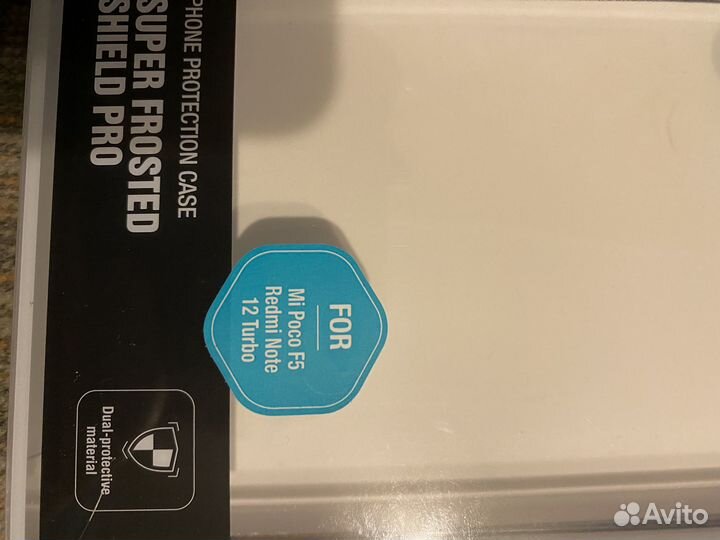 PHONE PROTECTION CASE
SUPER FROSTED
SHIELD PRO
FOR
Mi Poco F5
Redmi Note
12 Turbo
Dual-protective
material
Avito